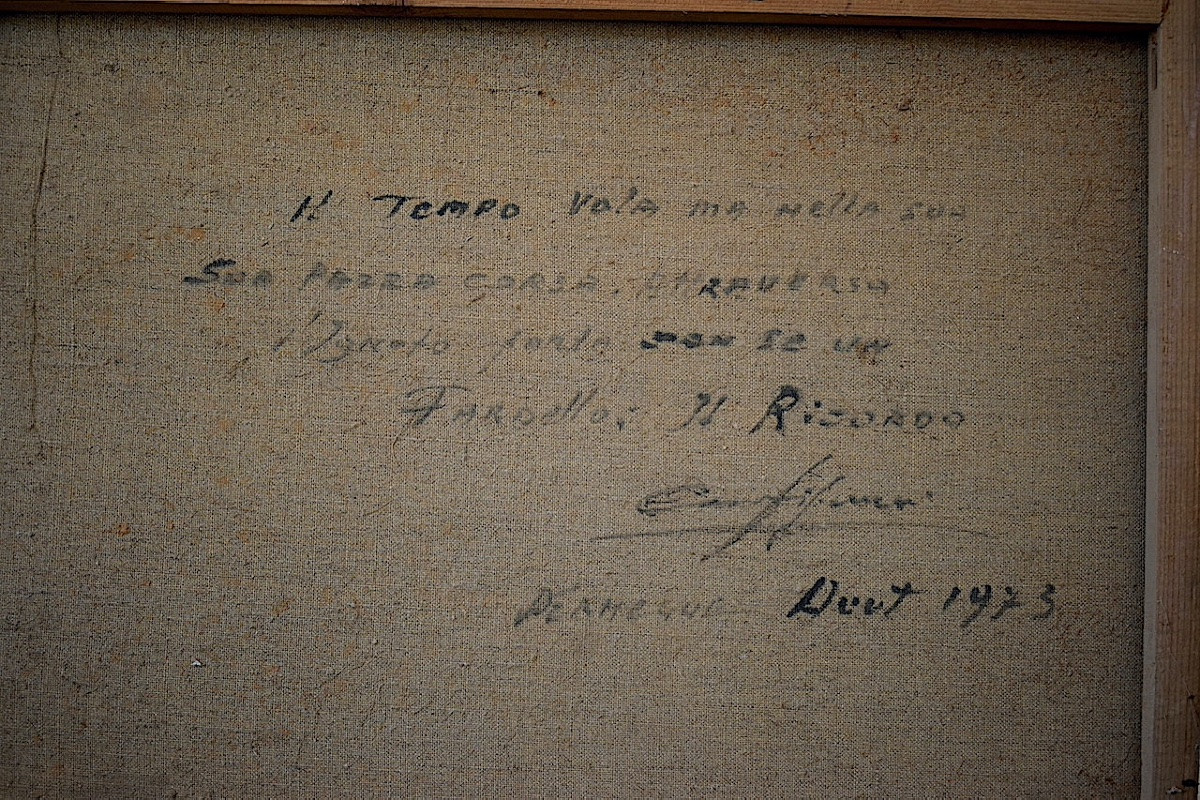 Il Tempo Vola ma nella sua
Sua pazza corsa, attraverso
l'Ignoto porta con se un
Fardello: Il Ricordo
Aout 1973